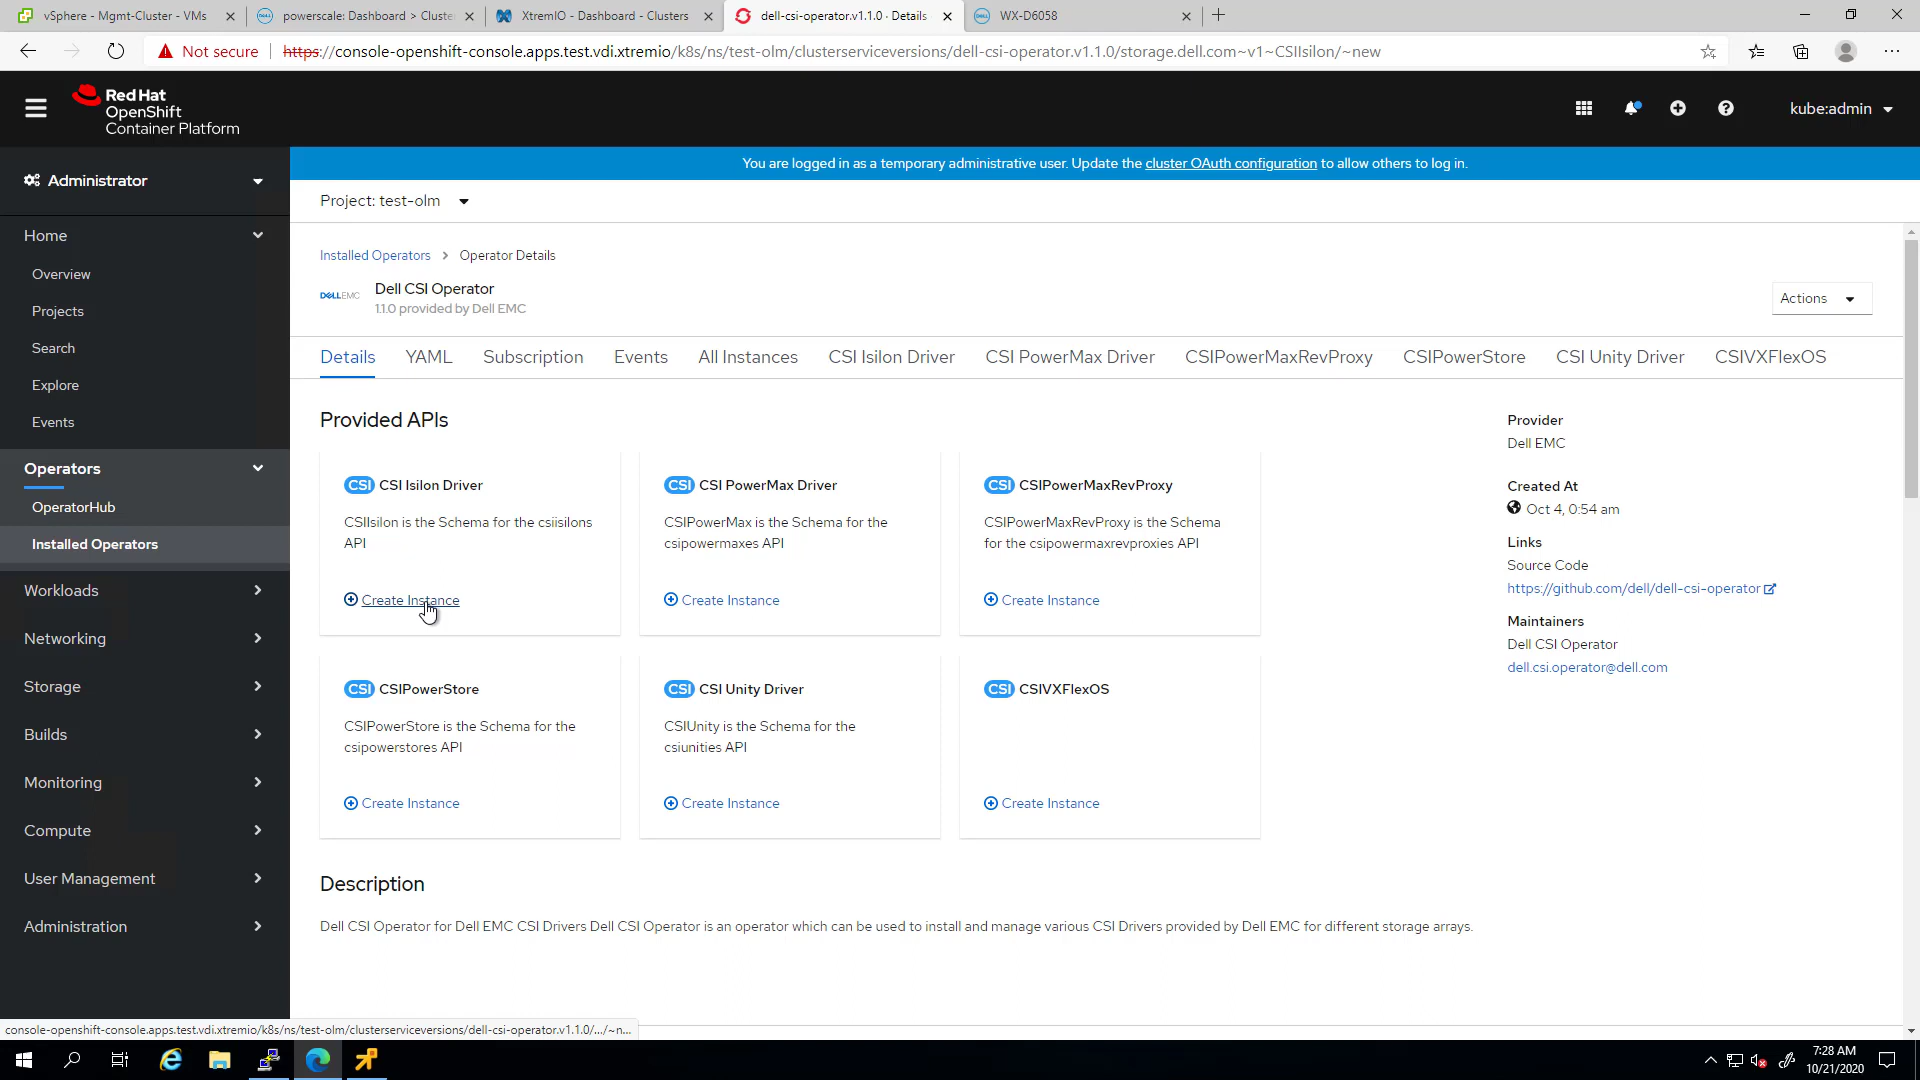 vSphere - Mgmt-Cluster - VMs
powerscale: Dashboard > Cluste
XtremIO - Dashboard - Clusters
dell-csi-operator.v1.1.0 · Details
WX-D6058
Not secure
https://console-openshift-console.apps.test.vdi.xtremio/k8s/ns/test-olm/clusterserviceversions/dell-csi-operator.v1.1.0/storage.dell.com~v1~CSIIsilon/~new
Red Hat
OpenShift
Container Platform
kube:admin
Administrator
Home
Overview
Projects
Search
Explore
Events
Operators
OperatorHub
Installed Operators
Workloads
Networking
Storage
Builds
Monitoring
Compute
User Management
Administration
You are logged in as a temporary administrative user. Update the cluster OAuth configuration to allow others to log in.
Project: test-olm
Installed Operators > Operator Details
DELLEMC
Dell CSI Operator
1.1.0 provided by Dell EMC
Actions
Details YAML Subscription Events All Instances CSI Isilon Driver CSI PowerMax Driver CSIPowerMaxRevProxy CSIPowerStore CSI Unity Driver CSIVXFlexOS
Provided APIs
CSI CSI Isilon Driver
CSIIsilon is the Schema for the csiisilons
API
Create Instance
CSI CSI PowerMax Driver
CSIPowerMax is the Schema for the
csipowermaxes API
Create Instance
CSI CSIPowerMaxRevProxy
CSIPowerMaxRevProxy is the Schema
for the csipowermaxrevproxies API
Create Instance
CSI CSIPowerStore
CSIPowerStore is the Schema for the
csipowerstores API
Create Instance
CSI CSI Unity Driver
CSIUnity is the Schema for the
csiunities API
Create Instance
CSI CSIVXFlexOS
Create Instance
Provider
Dell EMC
Created At
Oct 4, 0:54 am
Links
Source Code
https://github.com/dell/dell-csi-operator
Maintainers
Dell CSI Operator
dell.csi.operator@dell.com
Description
Dell CSI Operator for Dell EMC CSI Drivers Dell CSI Operator is an operator which can be used to install and manage various CSI Drivers provided by Dell EMC for different storage arrays.
console-openshift-console.apps.test.vdi.xtremio/k8s/ns/test-olm/clusterserviceversions/dell-csi-operator.v1.1.0/.../~n...
7:28 AM
10/21/2020